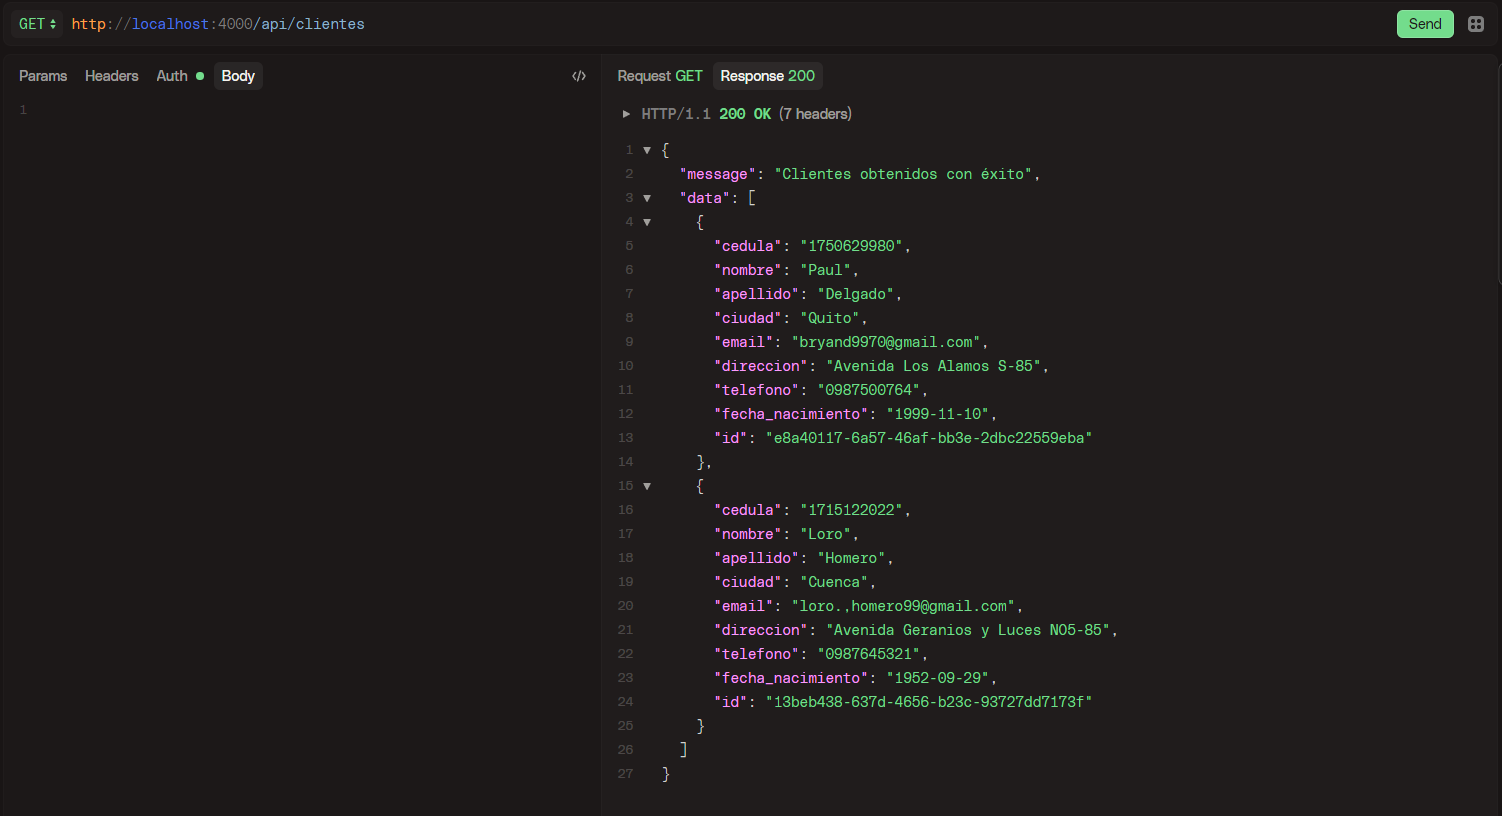 GET http://localhost:4000/api/clientes Send
Params Headers Auth Body
1
Request GET Response 200
HTTP/1.1 200 OK (7 headers)
1 {
2 "message": "Clientes obtenidos con éxito",
3 "data": [
4 {
5 "cedula": "1750629980",
6 "nombre": "Paul",
7 "apellido": "Delgado",
8 "ciudad": "Quito",
9 "email": "bryand9970@gmail.com",
10 "direccion": "Avenida Los Alamos S-85",
11 "telefono": "0987500764",
12 "fecha_nacimiento": "1999-11-10",
13 "id": "e8a40117-6a57-46af-bb3e-2dbc22559eba"
14 },
15 {
16 "cedula": "1715122022",
17 "nombre": "Loro",
18 "apellido": "Homero",
19 "ciudad": "Cuenca",
20 "email": "loro.,homero99@gmail.com",
21 "direccion": "Avenida Geranios y Luces NO5-85",
22 "telefono": "0987645321",
23 "fecha_nacimiento": "1952-09-29",
24 "id": "13beb438-637d-4656-b23c-93727dd7173f"
25 }
26 ]
27 }